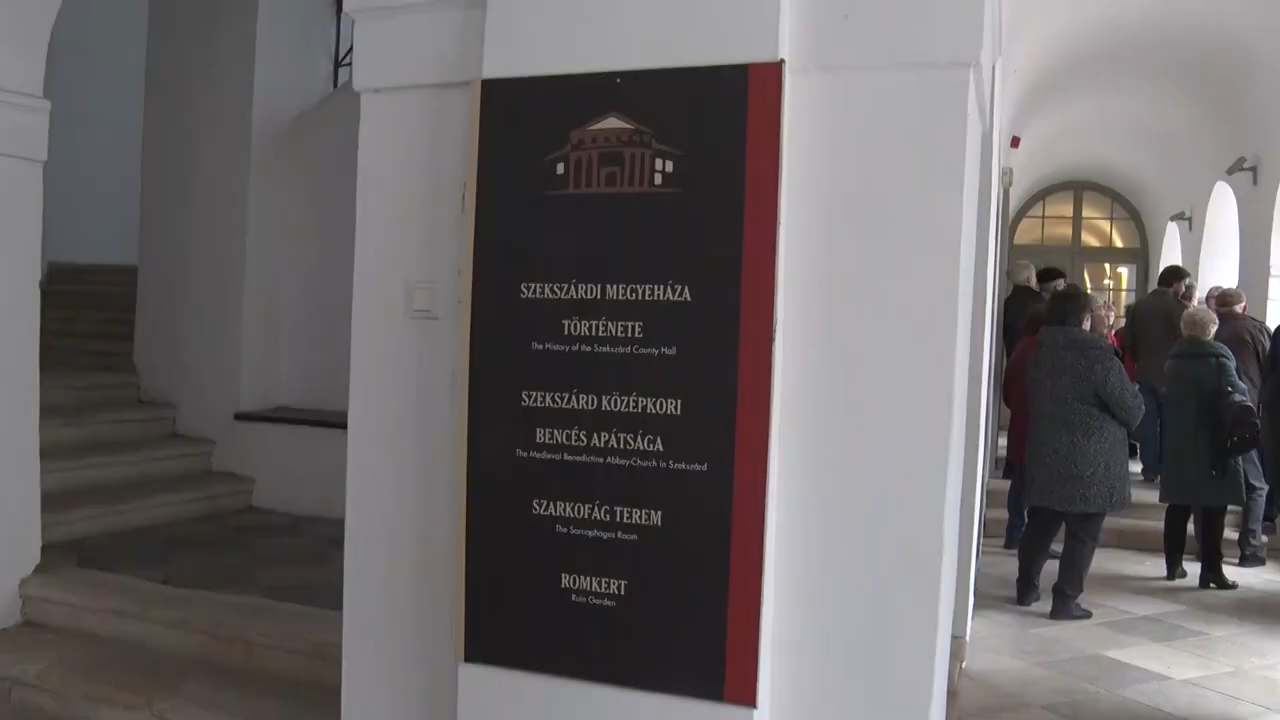 SZEKSZÁRDI MEGYEHÁZA
TÖRTÉNETE
The History of the Szekszárd County Hall
SZEKSZÁRD KÖZÉPKORI
BENCÉS APÁTSÁGA
The Medieval Benedictine Abbey-Church in Szekszárd
SZARKOFÁG TEREM
The Sarcophagus Room
ROMKERT
Ruin Garden